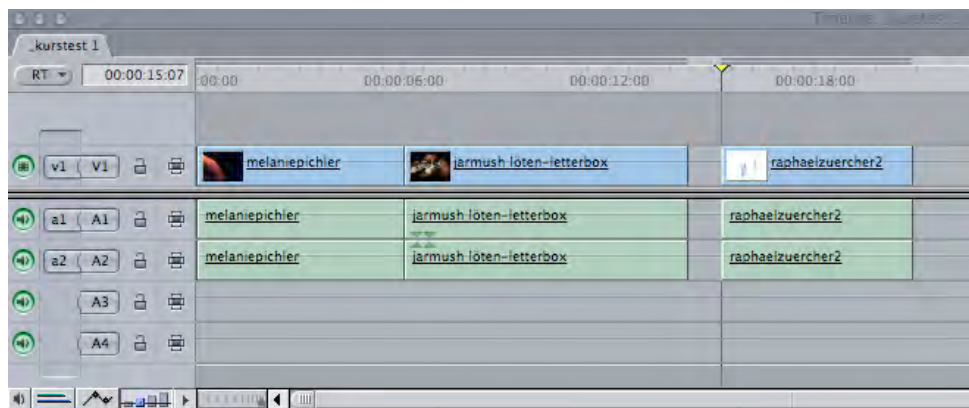 _kurstest 1
RT 00:00:15:07 00:00 00:00:06:00 00:00:12:00 00:00:18:00
v1 V1 melaniepichler jarmush löten-letterbox raphaelzuercher2
a1 A1 melaniepichler jarmush löten-letterbox raphaelzuercher2
a2 A2 melaniepichler jarmush löten-letterbox raphaelzuercher2
A3
A4